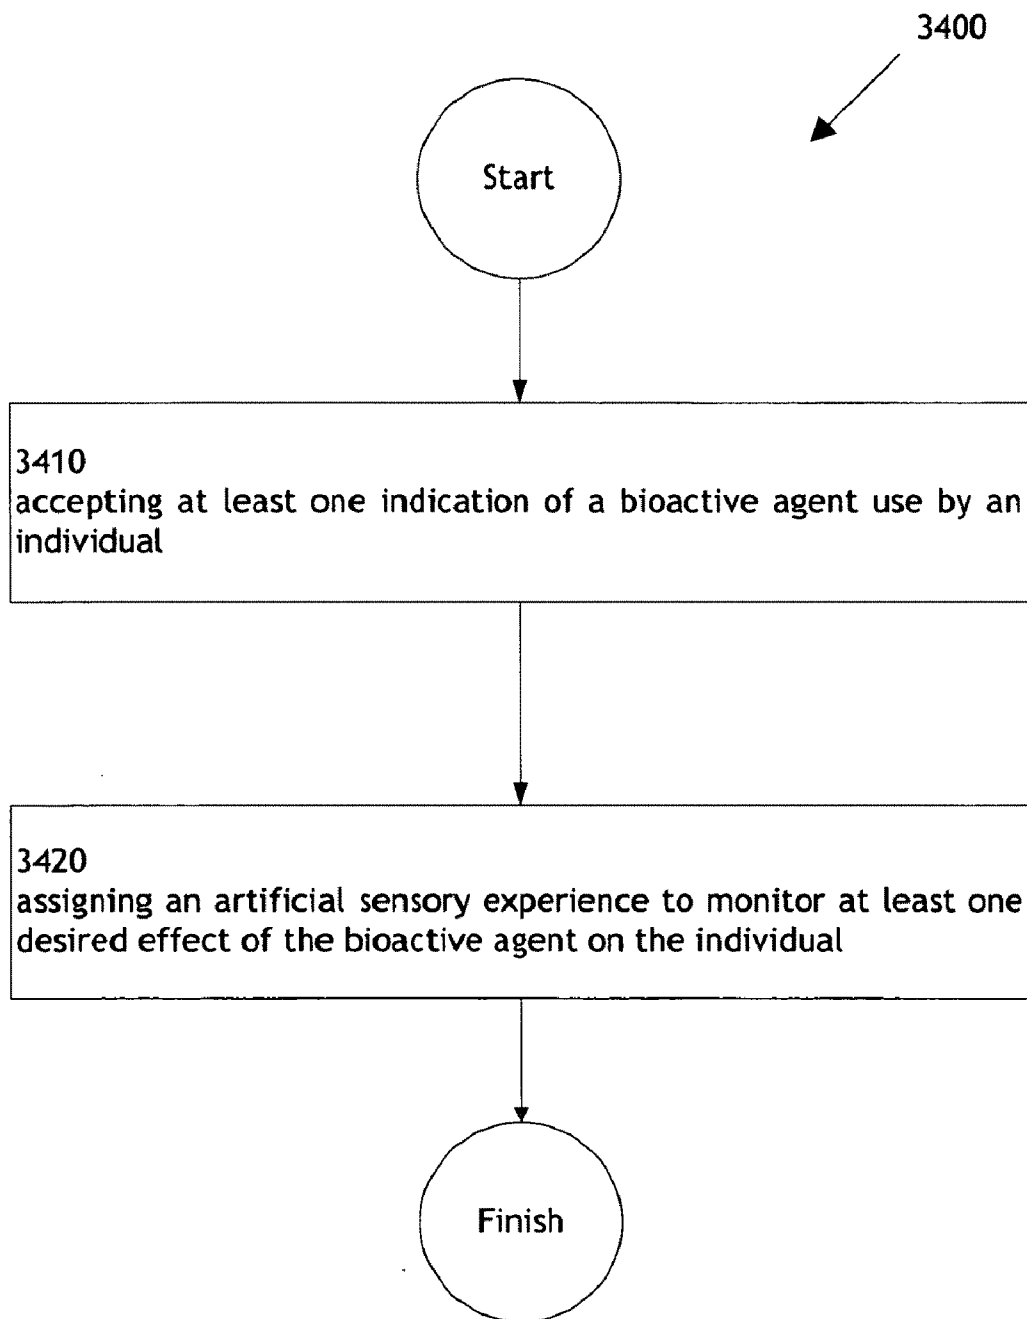 3400
Start
3410
accepting at least one indication of a bioactive agent use by an
individual
3420
assigning an artificial sensory experience to monitor at least one
desired effect of the bioactive agent on the individual
Finish